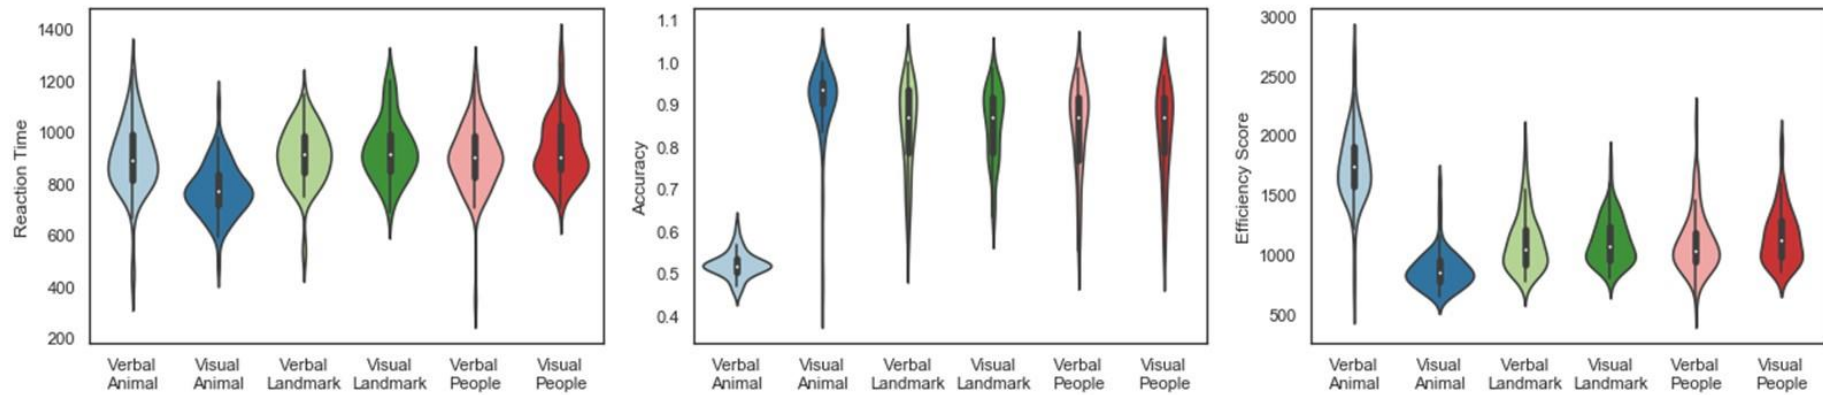 Reaction Time
1400
1200
1000
800
600
400
200
Verbal Animal
Visual Animal
Verbal Landmark
Visual Landmark
Verbal People
Visual People
Accuracy
1.1
1.0
0.9
0.8
0.7
0.6
0.5
0.4
Verbal Animal
Visual Animal
Verbal Landmark
Visual Landmark
Verbal People
Visual People
Efficiency Score
3000
2500
2000
1500
1000
500
Verbal Animal
Visual Animal
Verbal Landmark
Visual Landmark
Verbal People
Visual People